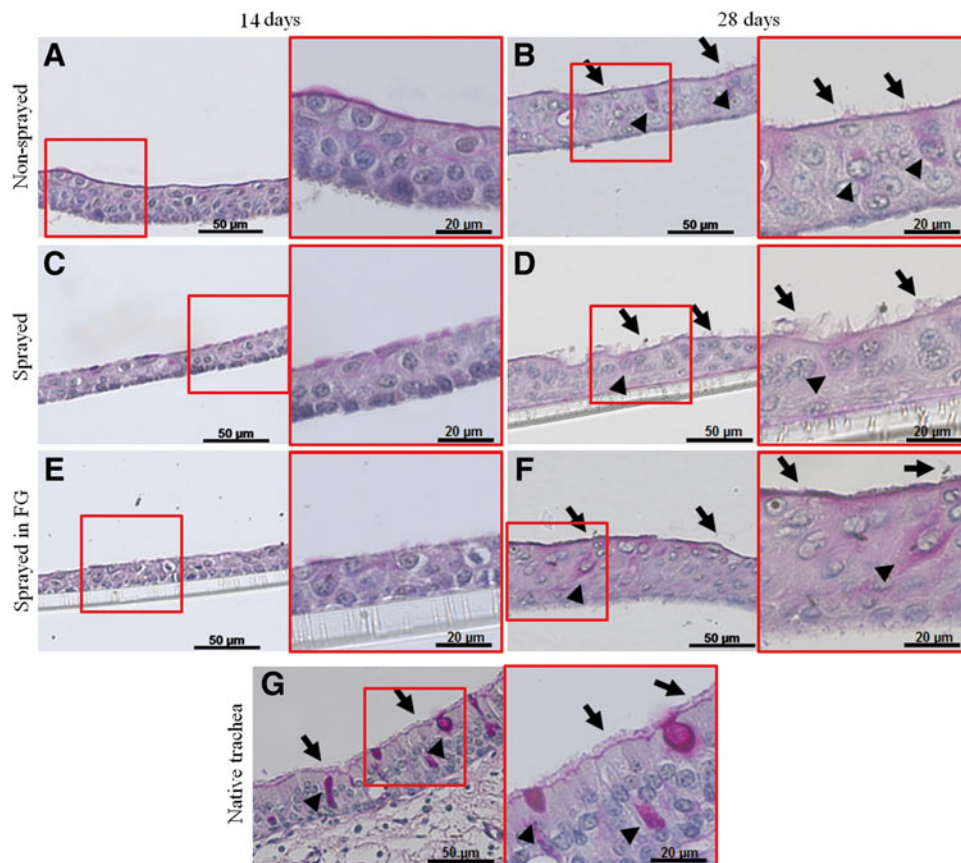 14 days
28 days
Non-sprayed
A
50 µm
20 µm
B
50 µm
20 µm
Sprayed
C
50 µm
20 µm
D
50 µm
20 µm
Sprayed in FG
E
50 µm
20 µm
F
50 µm
20 µm
Native trachea
G
50 µm
20 µm